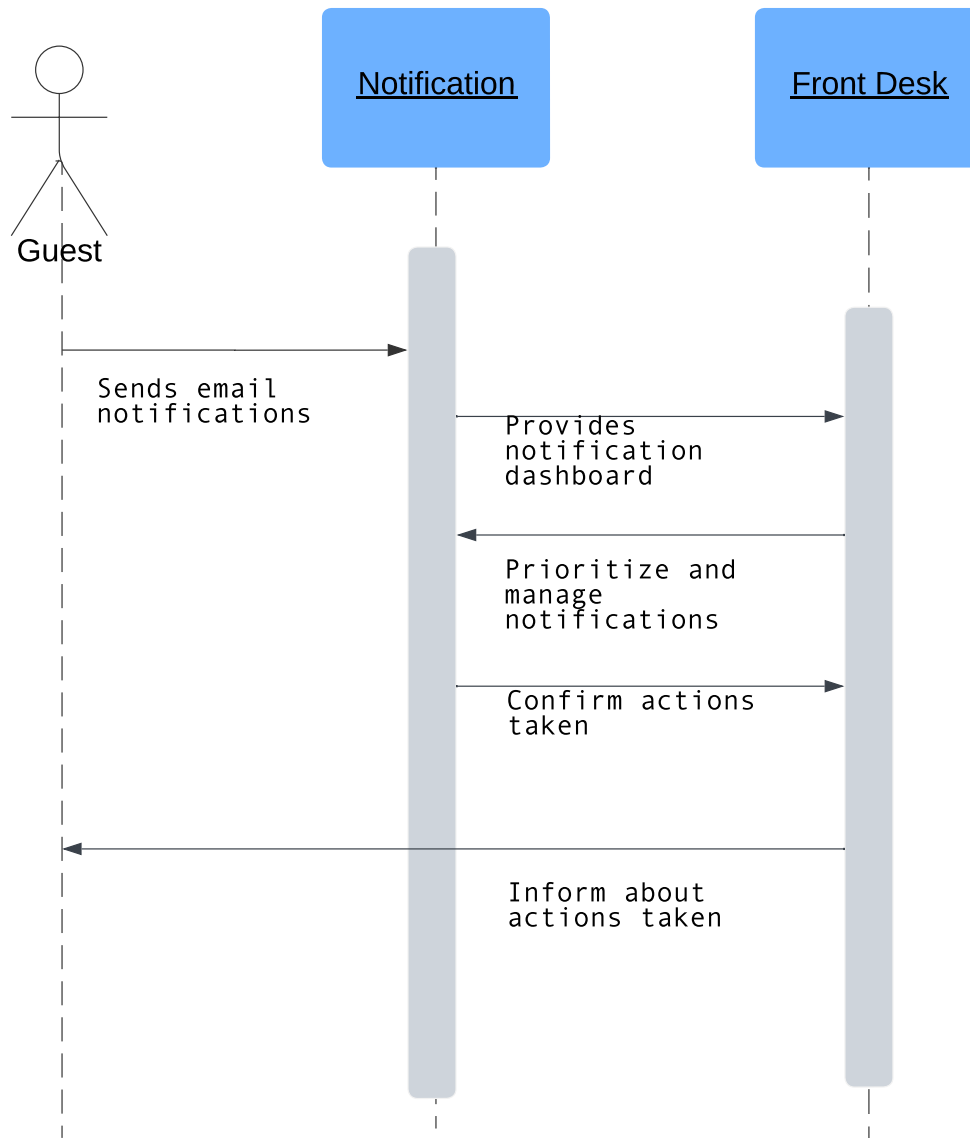 Notification
Front Desk
Guest
Sends email
notifications
Provides
notification
dashboard
Prioritize and
manage
notifications
Confirm actions
taken
Inform about
actions taken